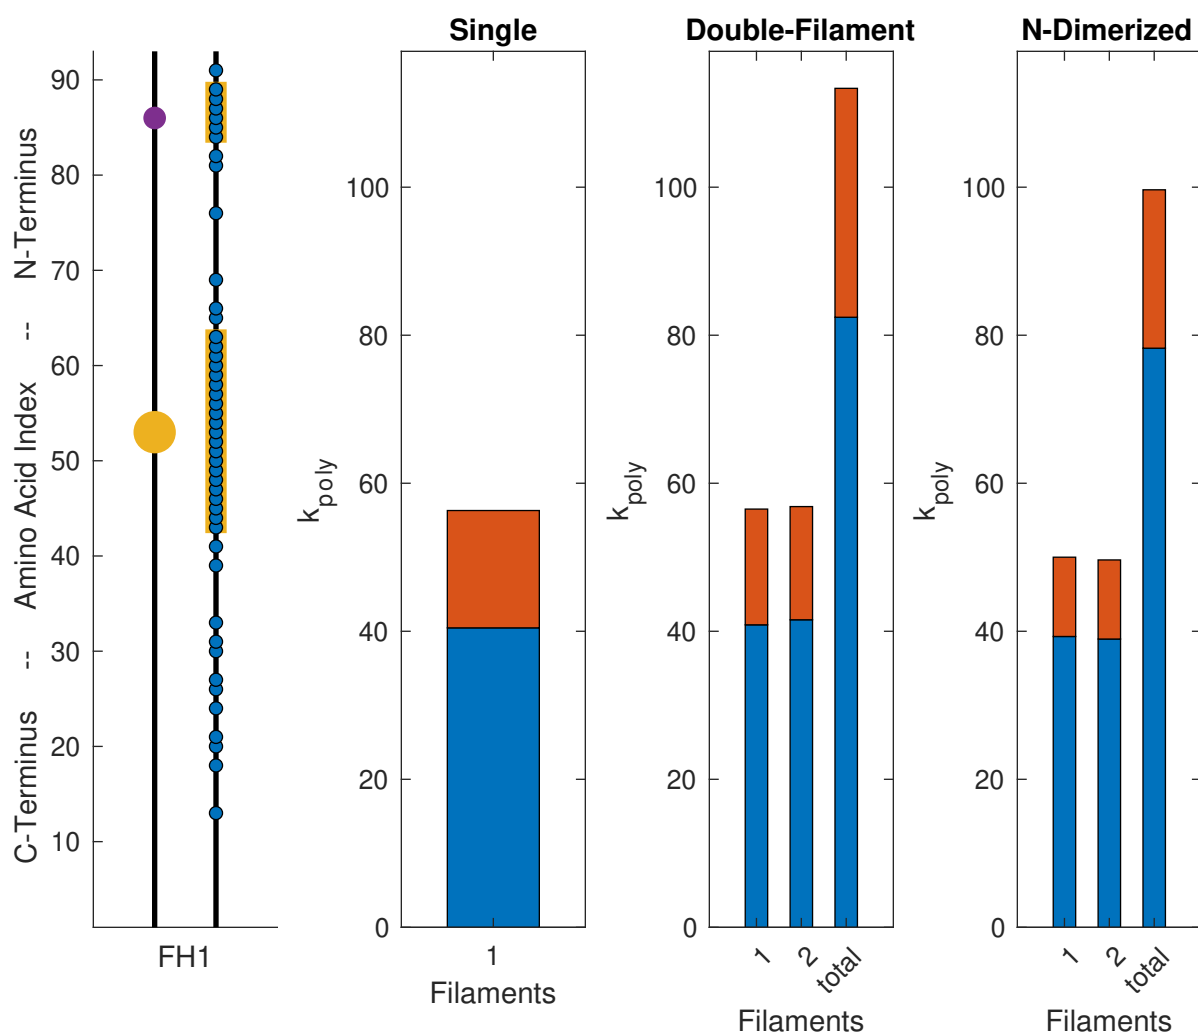 Single
Double-Filament
N-Dimerized
C-Terminus -- Amino Acid Index -- N-Terminus
90
80
70
60
50
40
30
20
10
FH1
k_poly
100
80
60
40
20
0
1
Filaments
k_poly
100
80
60
40
20
0
1
2
total
Filaments
k_poly
100
80
60
40
20
0
1
2
total
Filaments